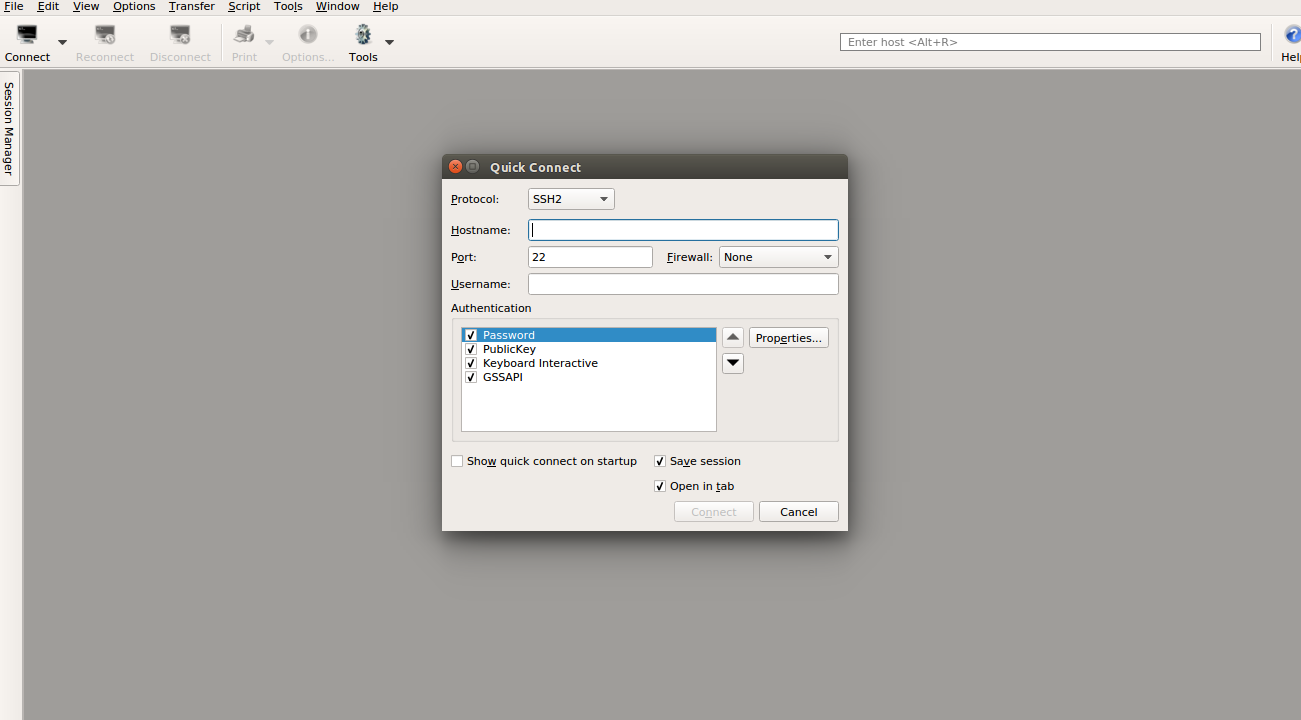 File Edit View Options Transfer Script Tools Window Help
Connect Reconnect Disconnect Print Options... Tools Enter host <Alt+R>
Session Manager
Quick Connect
Protocol: SSH2
Hostname:
Port: 22 Firewall: None
Username:
Authentication
Password
PublicKey
Keyboard Interactive
GSSAPI
Properties...
Show quick connect on startup Save session
Open in tab
Connect Cancel